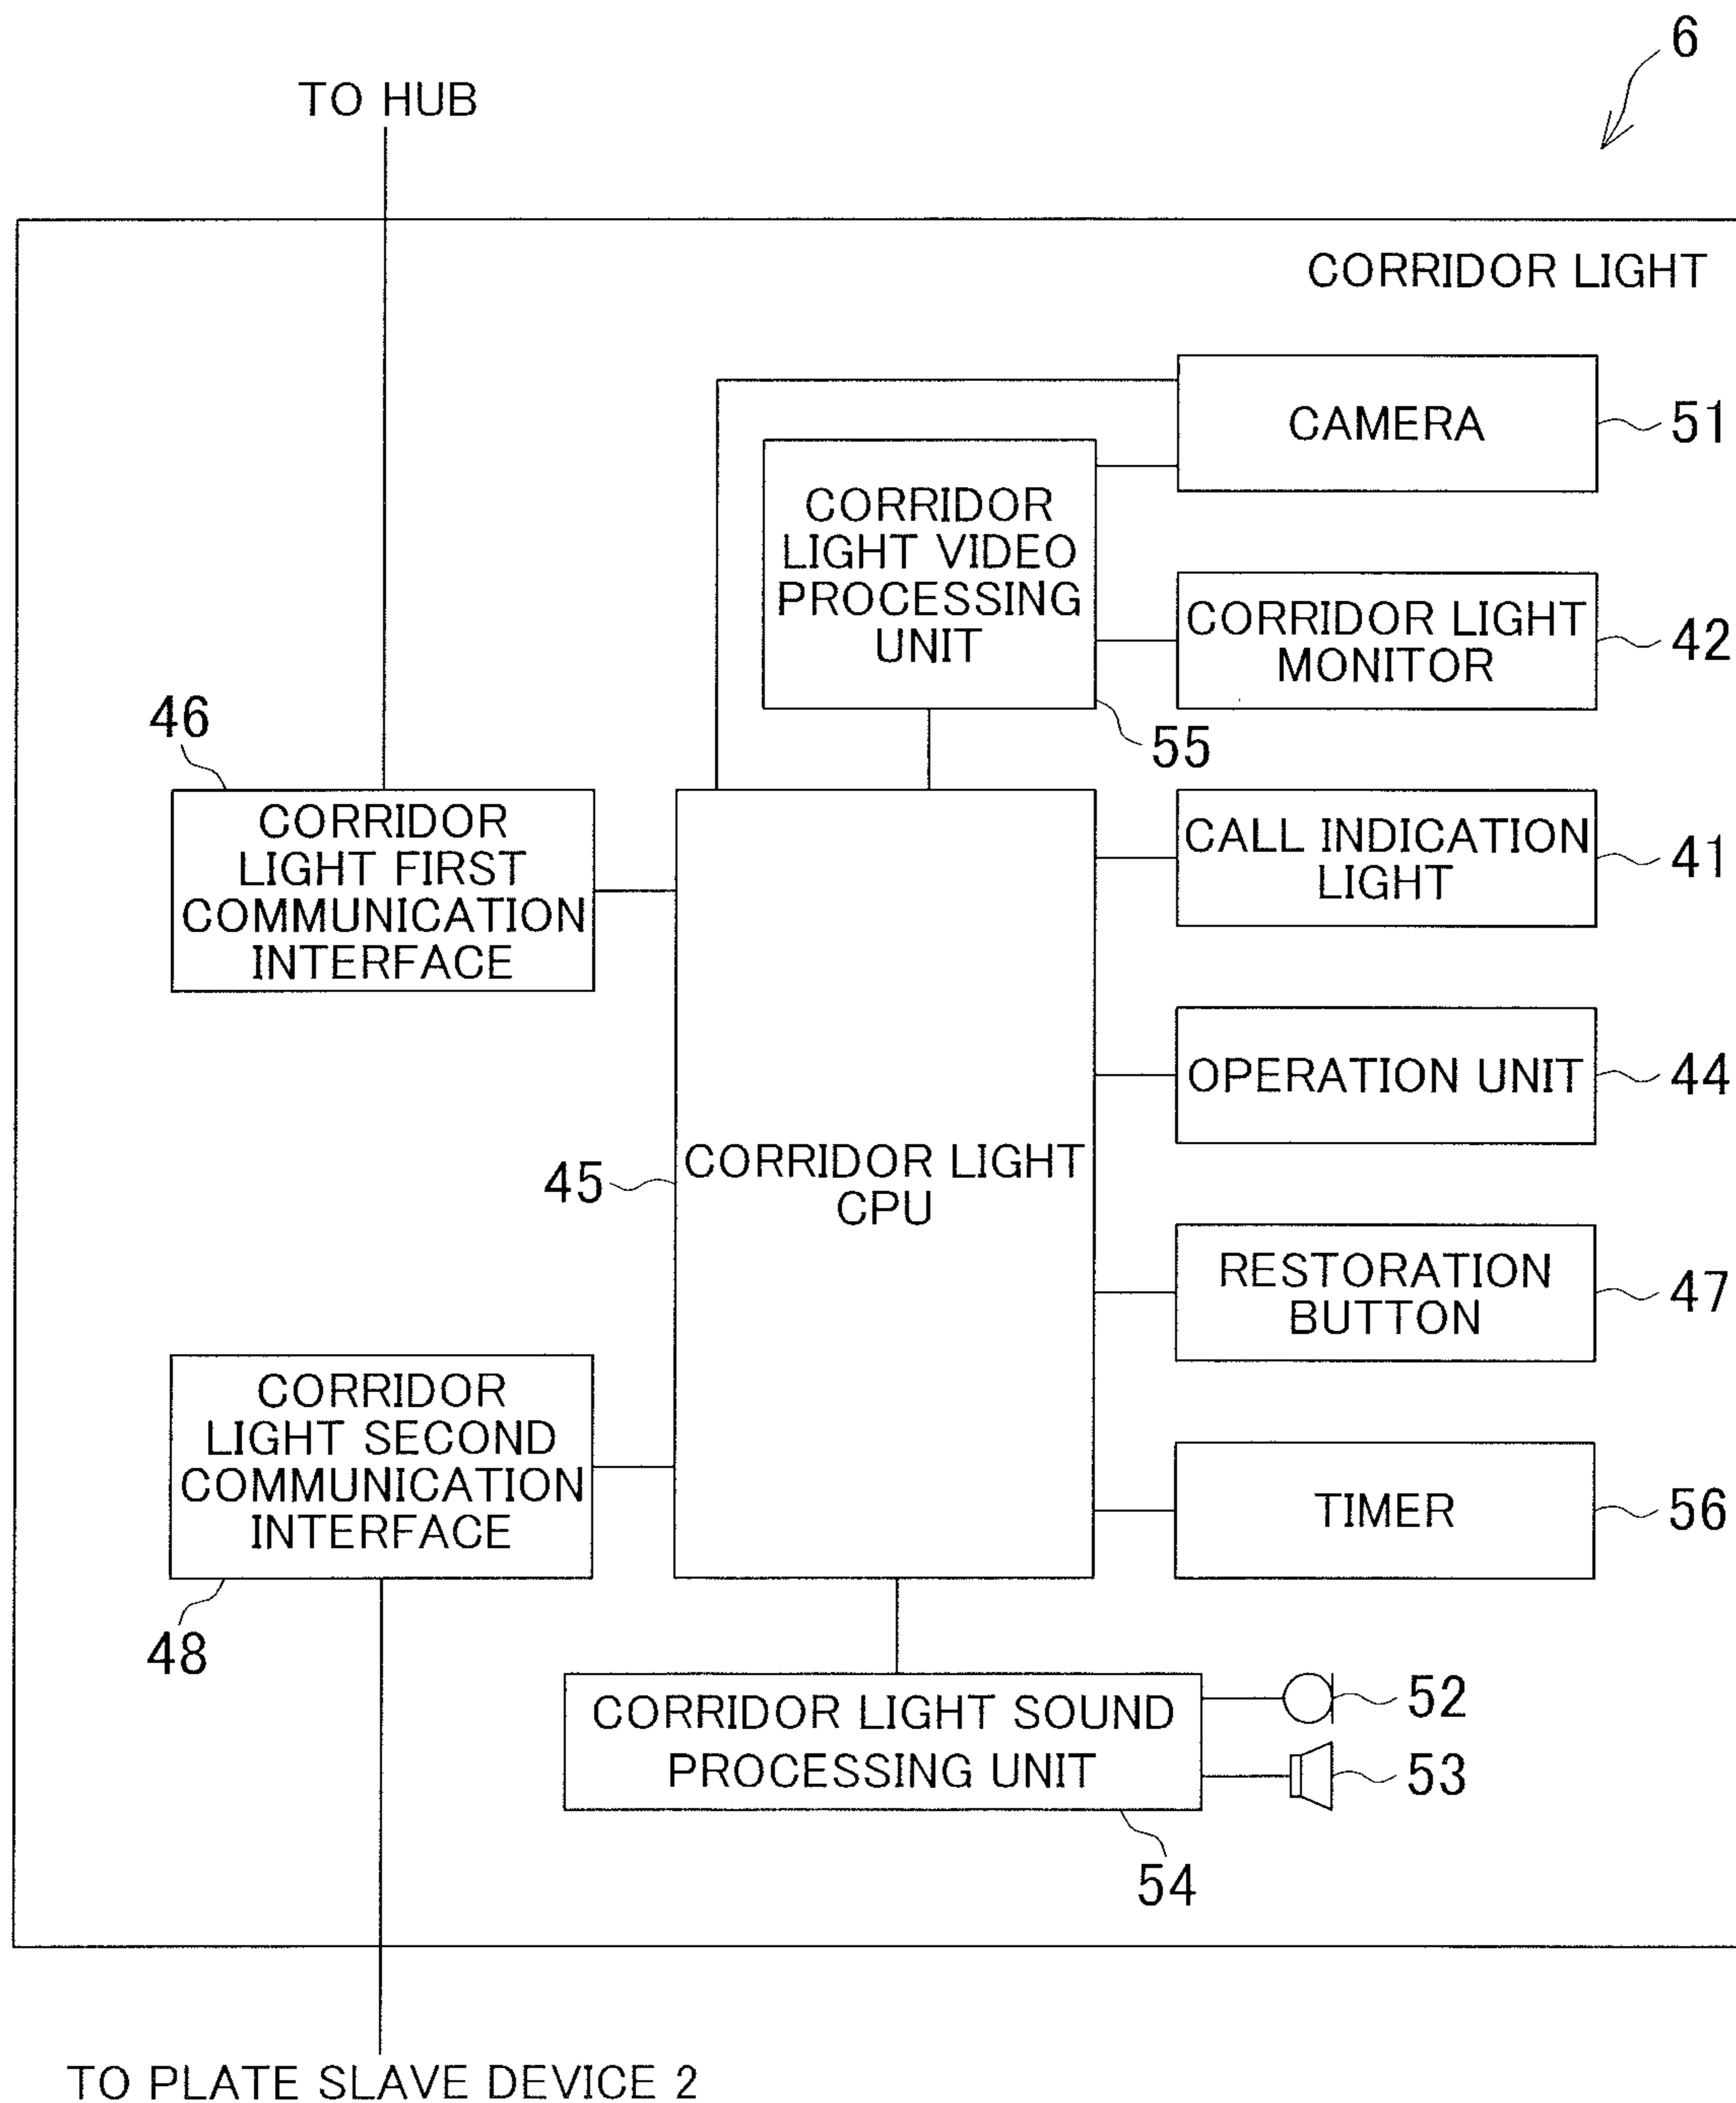 6
TO HUB
CORRIDOR LIGHT
CAMERA
51
CORRIDOR
LIGHT VIDEO
PROCESSING
UNIT
55
CORRIDOR LIGHT
MONITOR
42
46
CORRIDOR
LIGHT FIRST
COMMUNICATION
INTERFACE
CALL INDICATION
LIGHT
41
OPERATION UNIT
44
45
CORRIDOR LIGHT
CPU
RESTORATION
BUTTON
47
CORRIDOR
LIGHT SECOND
COMMUNICATION
INTERFACE
48
TIMER
56
CORRIDOR LIGHT SOUND
PROCESSING UNIT
52
53
54
TO PLATE SLAVE DEVICE 2